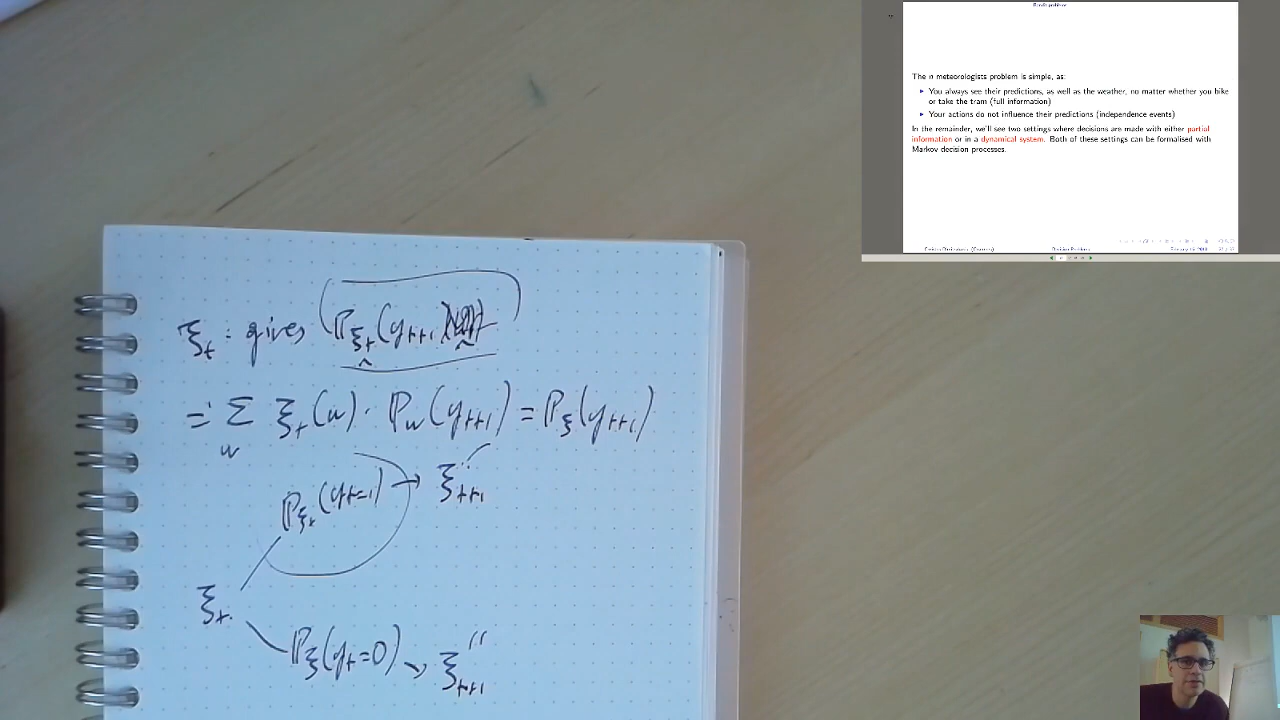 The n meteorologists problem is simple, as:
▶ You always see their predictions, as well as the weather, no matter whether you bike
or take the tram (full information)
▶ Your actions do not influence their predictions (independence events)
In the remainder, we'll see two settings where decisions are made with either partial
information or in a dynamical system. Both of these settings can be formalised with
Markov decision processes.
ξ_t : gives ℙ_ξ_t (y_t+1)
= Σ_w ξ_t(w) · ℙ_w(y_t+1) = ℙ_ξ(y_t+1)
ℙ_ξ_t(y_t=1) → ξ'_t+1
ξ_t
ℙ_ξ(y_t=0) → ξ''_t+1